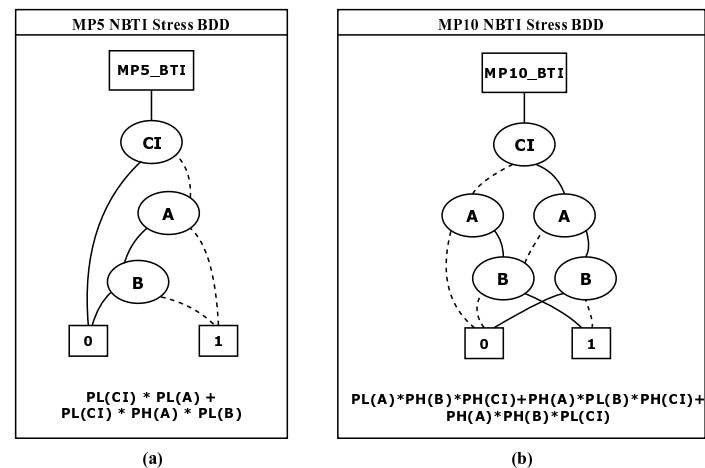 MP5 NBTI Stress BDD
MP5_BTI
CI
A
B
0
1
PL(CI) * PL(A) +
PL(CI) * PH(A) * PL(B)
(a)
MP10 NBTI Stress BDD
MP10_BTI
CI
A
A
B
B
0
1
PL(A)*PH(B)*PH(CI)+PH(A)*PL(B)*PH(CI)+
PH(A)*PH(B)*PL(CI)
(b)